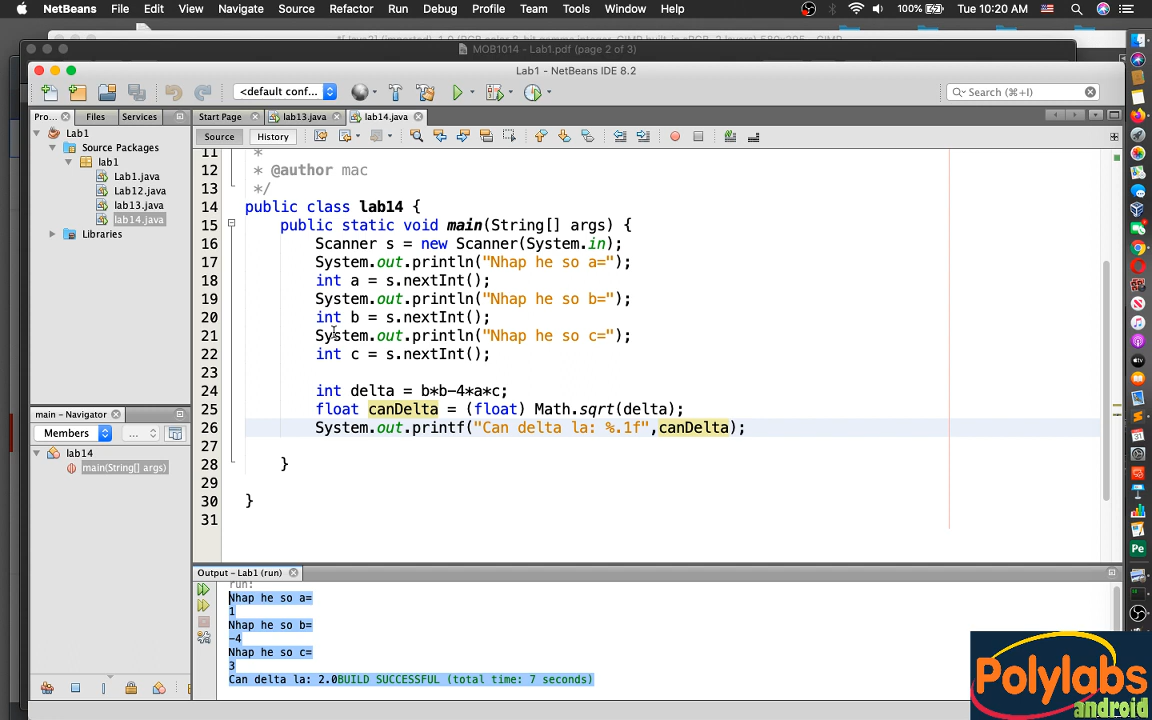 NetBeans File Edit View Navigate Source Refactor Run Debug Profile Team Tools Window Help 100% Tue 10:20 AM
MOB1014 - Lab1.pdf (page 2 of 3)
Lab1 - NetBeans IDE 8.2
<default conf... Search (⌘+I)
Pro... Files Services Start Page lab13.java lab14.java
Source History
Lab1
Source Packages
lab1
Lab1.java
Lab12.java
lab13.java
lab14.java
Libraries
main - Navigator
Members ...
lab14
main(String[] args)
11 *
12 * @author mac
13 */
14 public class lab14 {
15 public static void main(String[] args) {
16 Scanner s = new Scanner(System.in);
17 System.out.println("Nhap he so a=");
18 int a = s.nextInt();
19 System.out.println("Nhap he so b=");
20 int b = s.nextInt();
21 System.out.println("Nhap he so c=");
22 int c = s.nextInt();
23
24 int delta = b*b-4*a*c;
25 float canDelta = (float) Math.sqrt(delta);
26 System.out.printf("Can delta la: %.1f",canDelta);
27
28 }
29
30 }
31
Output - Lab1 (run)
run:
Nhap he so a=
1
Nhap he so b=
-4
Nhap he so c=
3
Can delta la: 2.0BUILD SUCCESSFUL (total time: 7 seconds)
Pe
Polylabs
android